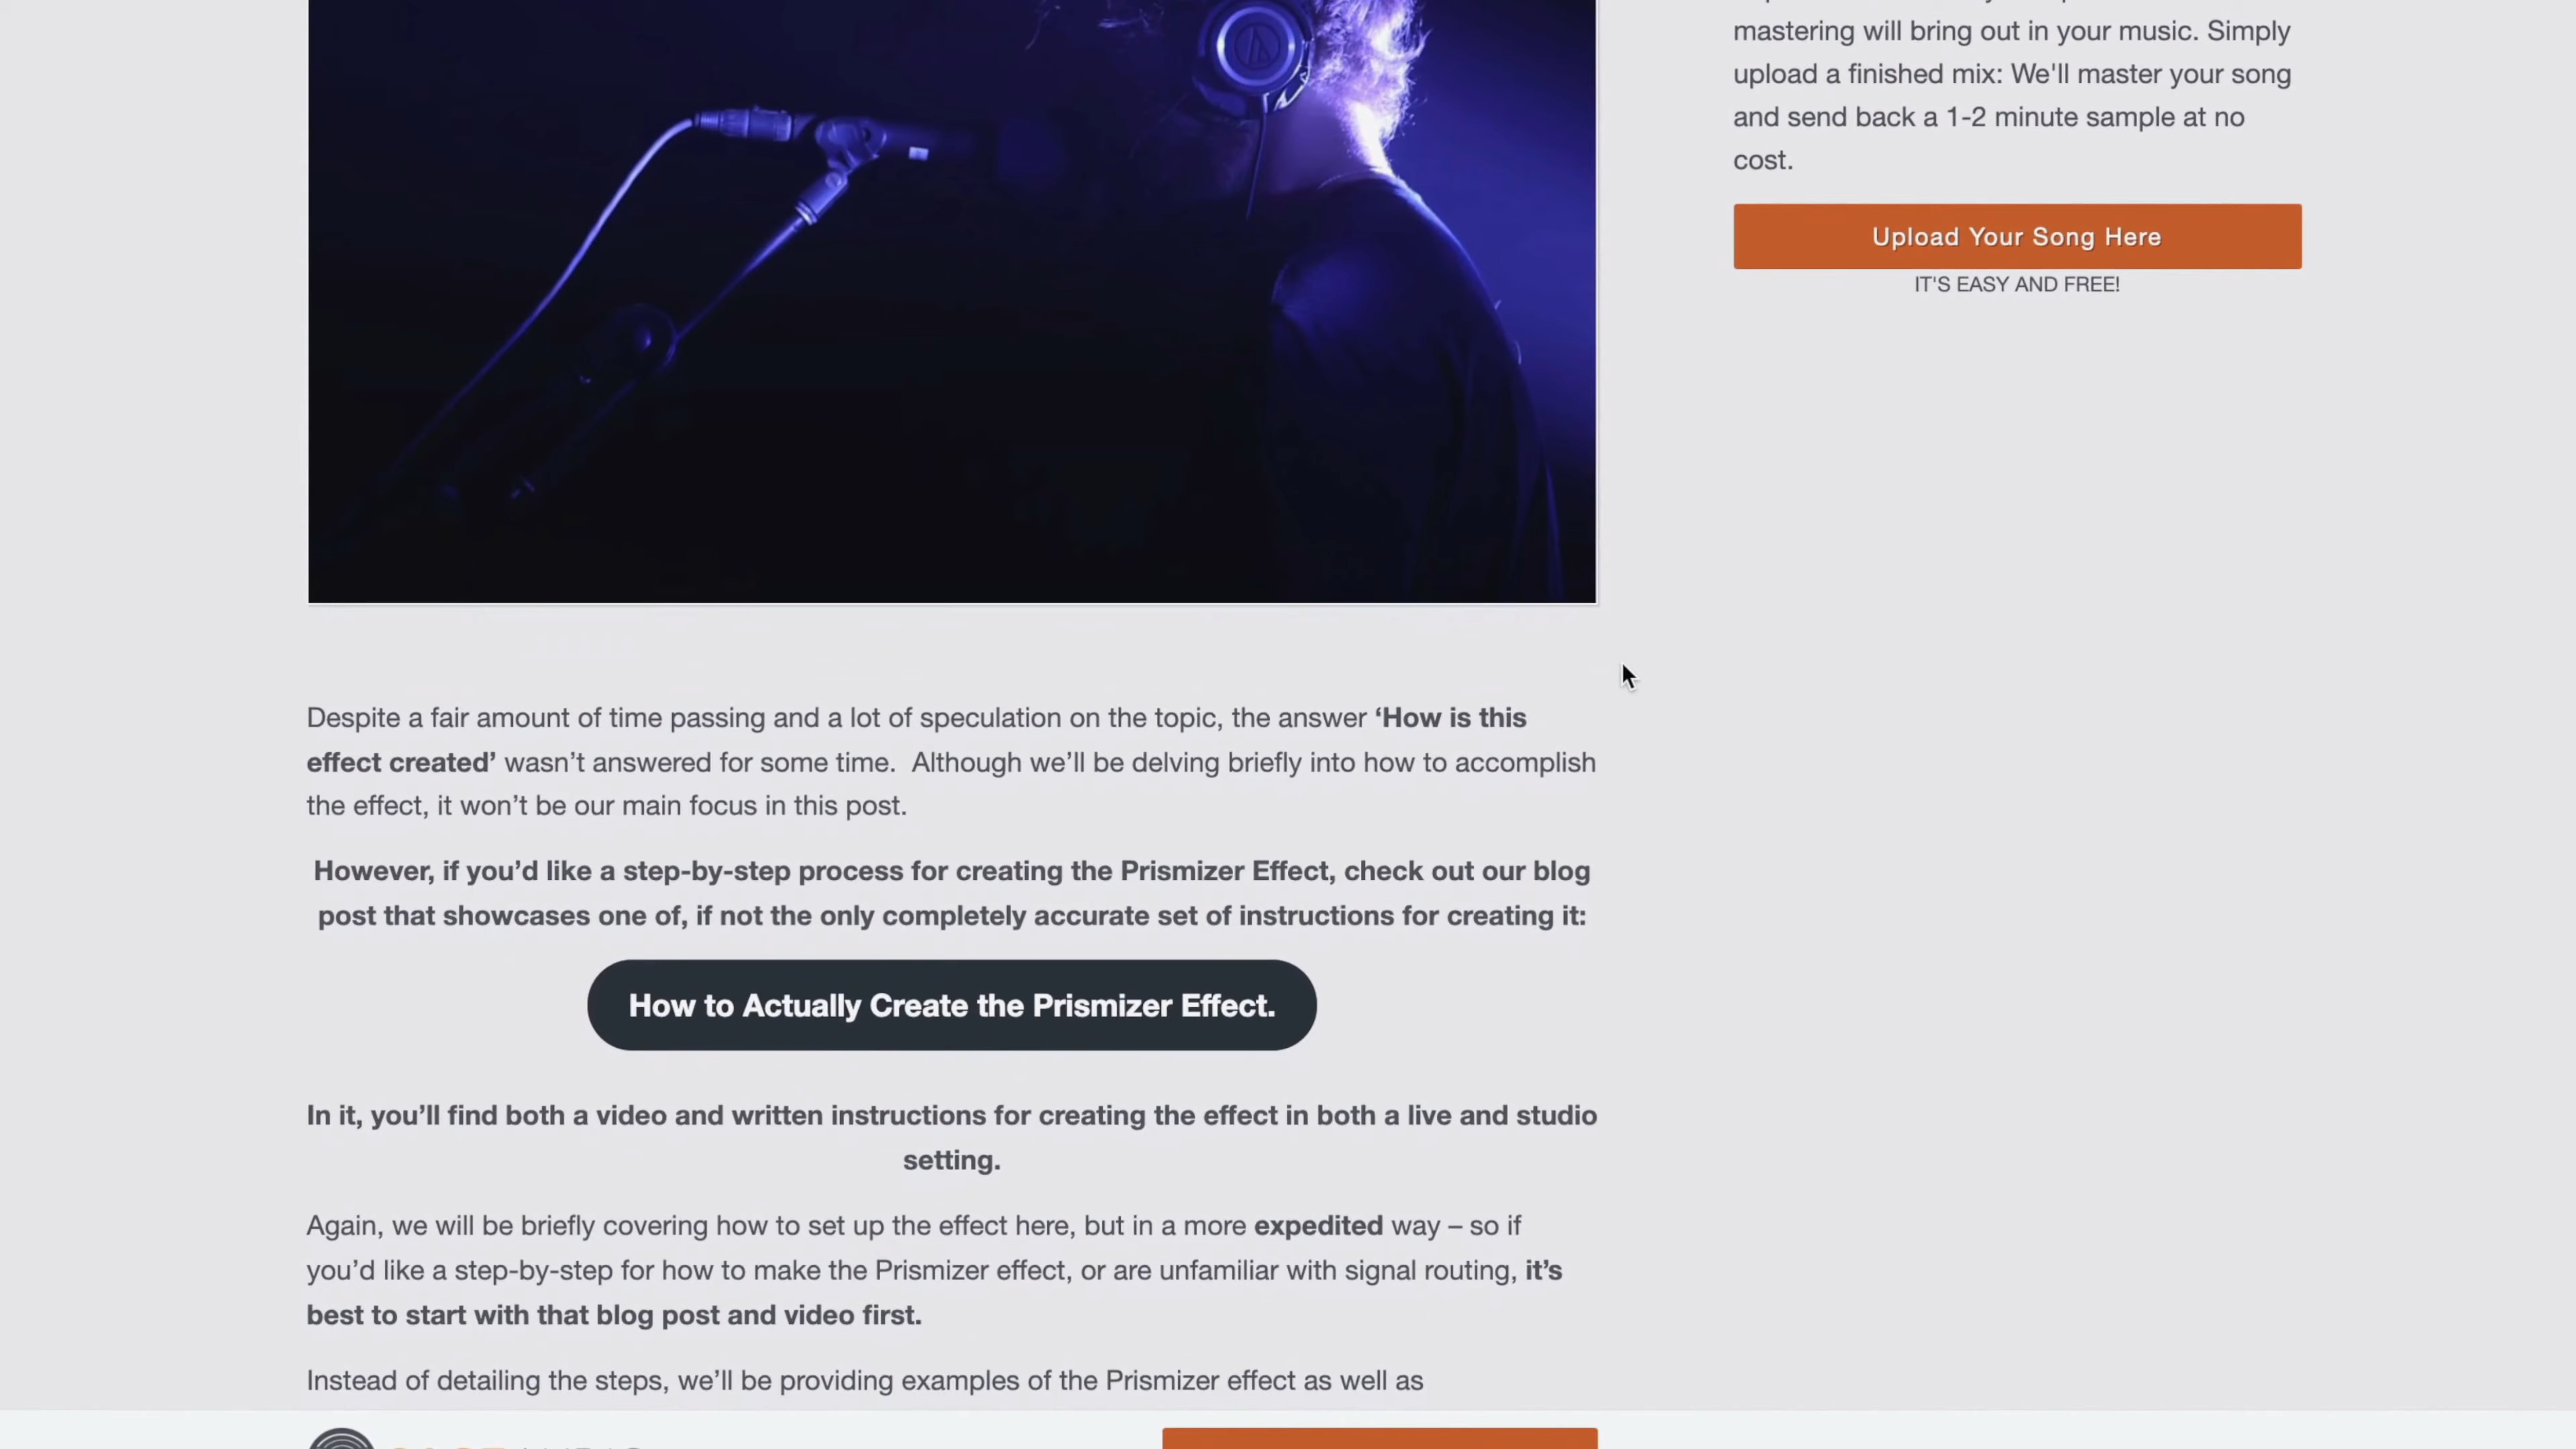 mastering will bring out in your music. Simply
upload a finished mix: We'll master your song
and send back a 1-2 minute sample at no
cost.
Upload Your Song Here
IT'S EASY AND FREE!
Despite a fair amount of time passing and a lot of speculation on the topic, the answer ‘How is this
effect created’ wasn’t answered for some time.  Although we’ll be delving briefly into how to accomplish
the effect, it won’t be our main focus in this post.
However, if you’d like a step-by-step process for creating the Prismizer Effect, check out our blog
post that showcases one of, if not the only completely accurate set of instructions for creating it:
How to Actually Create the Prismizer Effect.
In it, you’ll find both a video and written instructions for creating the effect in both a live and studio
setting.
Again, we will be briefly covering how to set up the effect here, but in a more expedited way – so if
you’d like a step-by-step for how to make the Prismizer effect, or are unfamiliar with signal routing, it’s
best to start with that blog post and video first.
Instead of detailing the steps, we’ll be providing examples of the Prismizer effect as well as